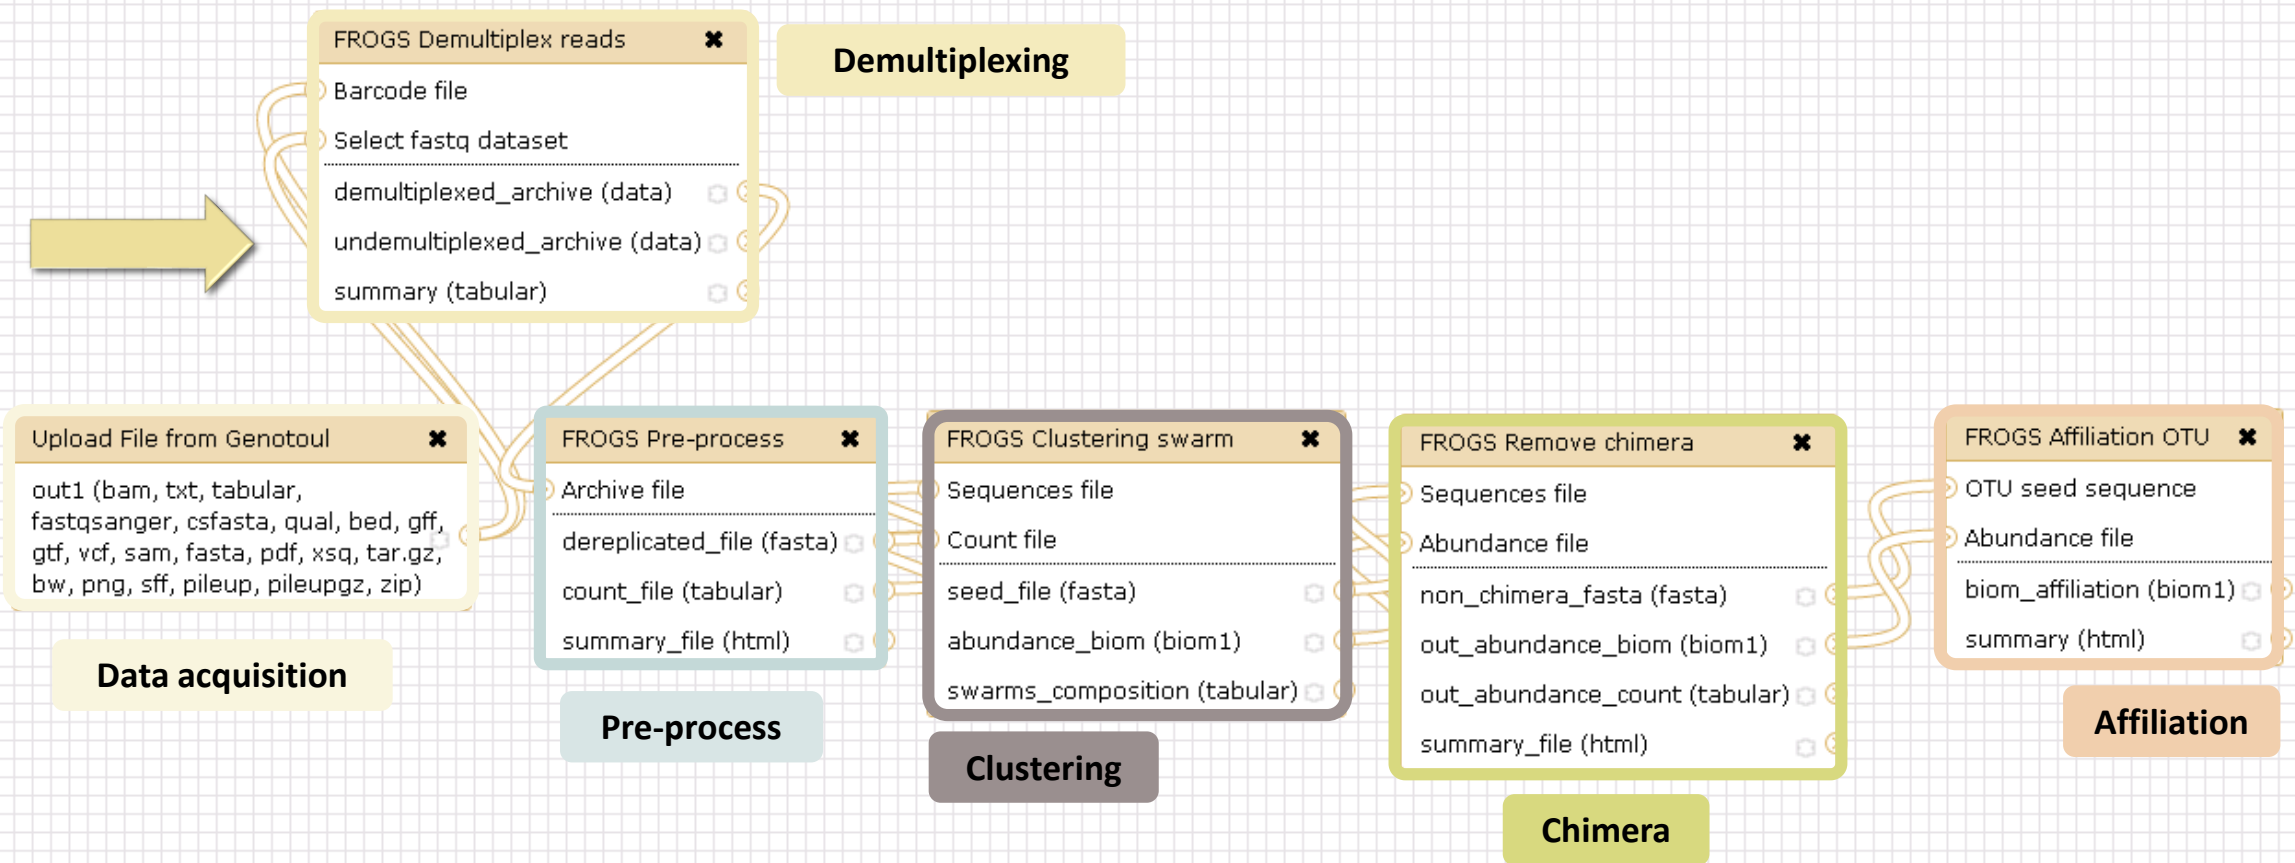 FROGS Demultiplex reads
Barcode file
Select fastq dataset
demultiplexed_archive (data)
undemultiplexed_archive (data)
summary (tabular)
Demultiplexing
Upload File from Genotoul
out1 (bam, txt, tabular,
fastqsanger, csfasta, qual, bed, gff,
gtf, vcf, sam, fasta, pdf, xsq, tar.gz,
bw, png, sff, pileup, pileupgz, zip)
Data acquisition
FROGS Pre-process
Archive file
dereplicated_file (fasta)
count_file (tabular)
summary_file (html)
Pre-process
FROGS Clustering swarm
Sequences file
Count file
seed_file (fasta)
abundance_biom (biom1)
swarms_composition (tabular)
Clustering
FROGS Remove chimera
Sequences file
Abundance file
non_chimera_fasta (fasta)
out_abundance_biom (biom1)
out_abundance_count (tabular)
summary_file (html)
Chimera
FROGS Affiliation OTU
OTU seed sequence
Abundance file
biom_affiliation (biom1)
summary (html)
Affiliation